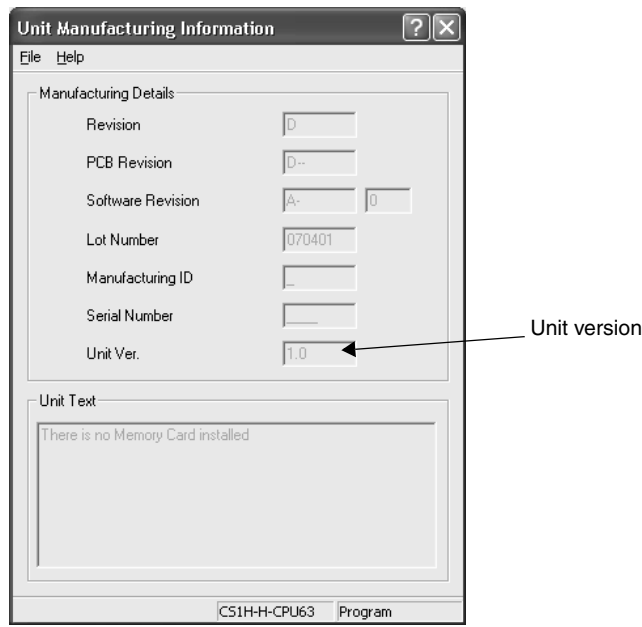 Unit Manufacturing Information
File Help
Manufacturing Details
Revision D
PCB Revision D--
Software Revision A- 0
Lot Number 070401
Manufacturing ID _
Serial Number ____
Unit Ver. 1.0
Unit version
Unit Text
There is no Memory Card installed
CS1H-H-CPU63 Program